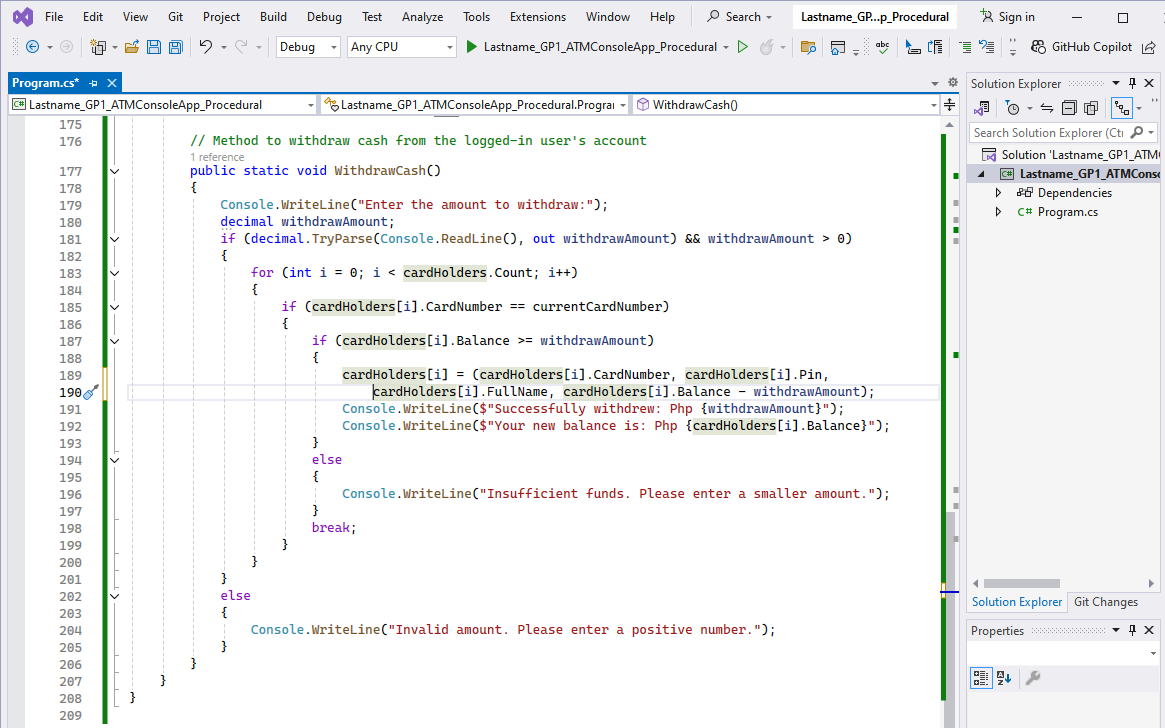 File Edit View Git Project Build Debug Test Analyze Tools Extensions Window Help Search Lastname_GP...p_Procedural Sign in
Debug Any CPU Lastname_GP1_ATMConsoleApp_Procedural GitHub Copilot
Program.cs*
Lastname_GP1_ATMConsoleApp_Procedural Lastname_GP1_ATMConsoleApp_Procedural.Progra WithdrawCash()
175
176 // Method to withdraw cash from the logged-in user's account
1 reference
177 public static void WithdrawCash()
178 {
179 Console.WriteLine("Enter the amount to withdraw:");
180 decimal withdrawAmount;
181 if (decimal.TryParse(Console.ReadLine(), out withdrawAmount) && withdrawAmount > 0)
182 {
183 for (int i = 0; i < cardHolders.Count; i++)
184 {
185 if (cardHolders[i].CardNumber == currentCardNumber)
186 {
187 if (cardHolders[i].Balance >= withdrawAmount)
188 {
189 cardHolders[i] = (cardHolders[i].CardNumber, cardHolders[i].Pin,
190 cardHolders[i].FullName, cardHolders[i].Balance - withdrawAmount);
191 Console.WriteLine($"Successfully withdrew: Php {withdrawAmount}");
192 Console.WriteLine($"Your new balance is: Php {cardHolders[i].Balance}");
193 }
194 else
195 {
196 Console.WriteLine("Insufficient funds. Please enter a smaller amount.");
197 }
198 break;
199 }
200 }
201 }
202 else
203 {
204 Console.WriteLine("Invalid amount. Please enter a positive number.");
205 }
206 }
207 }
208 }
209
Solution Explorer
Search Solution Explorer (Ct
Solution 'Lastname_GP1_ATM
C# Lastname_GP1_ATMConso
Dependencies
C# Program.cs
Solution Explorer Git Changes
Properties